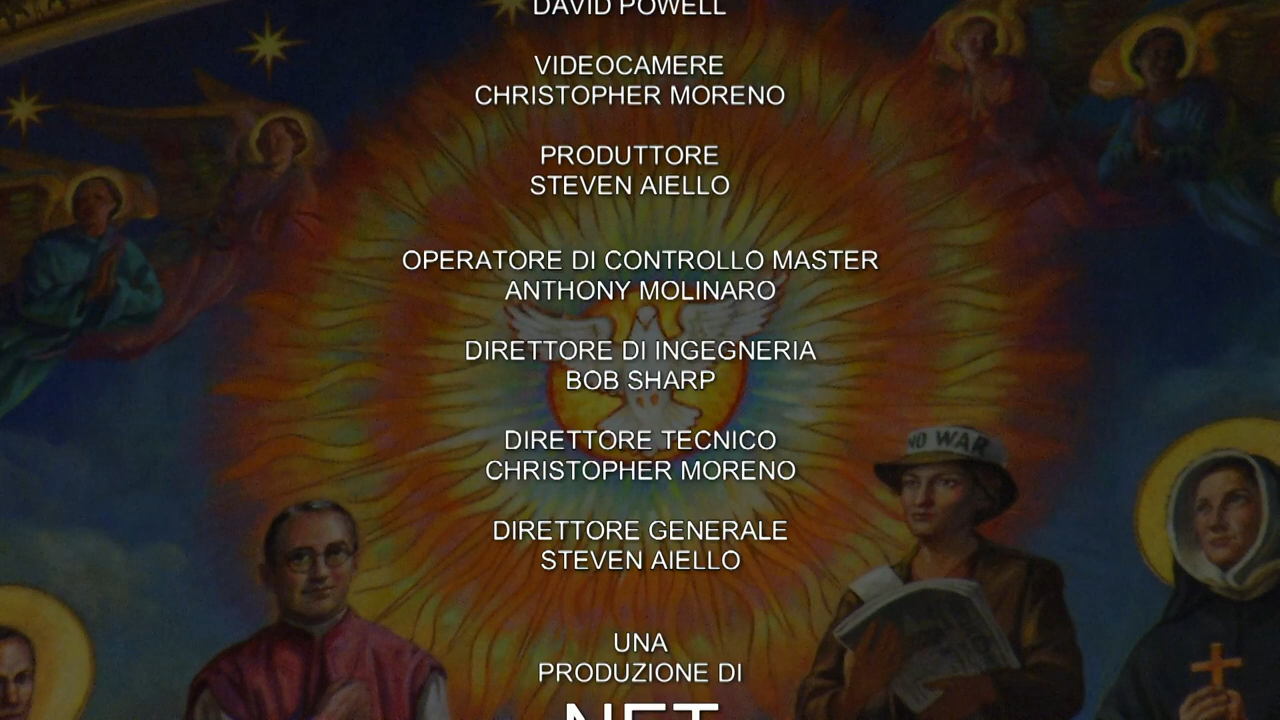 DAVID POWELL
VIDEOCAMERE
CHRISTOPHER MORENO
PRODUTTORE
STEVEN AIELLO
OPERATORE DI CONTROLLO MASTER
ANTHONY MOLINARO
DIRETTORE DI INGEGNERIA
BOB SHARP
DIRETTORE TECNICO
CHRISTOPHER MORENO
NO WAR
DIRETTORE GENERALE
STEVEN AIELLO
UNA
PRODUZIONE DI
NET